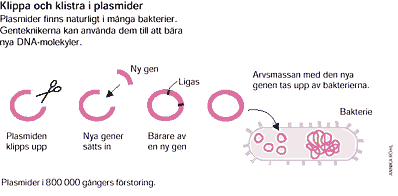 Klippa och klistra i plasmider
Plasmider finns naturligt i många bakterier.
Genteknikerna kan använda dem till att bära
nya DNA-molekyler.
Ny gen
Ligas
Arvsmassan med den nya
genen tas upp av bakterierna.
Bakterie
Plasmiden
klipps upp
Nya gener
sätts in
Bärare av
en ny gen
Plasmider i 800 000 gångers förstoring.